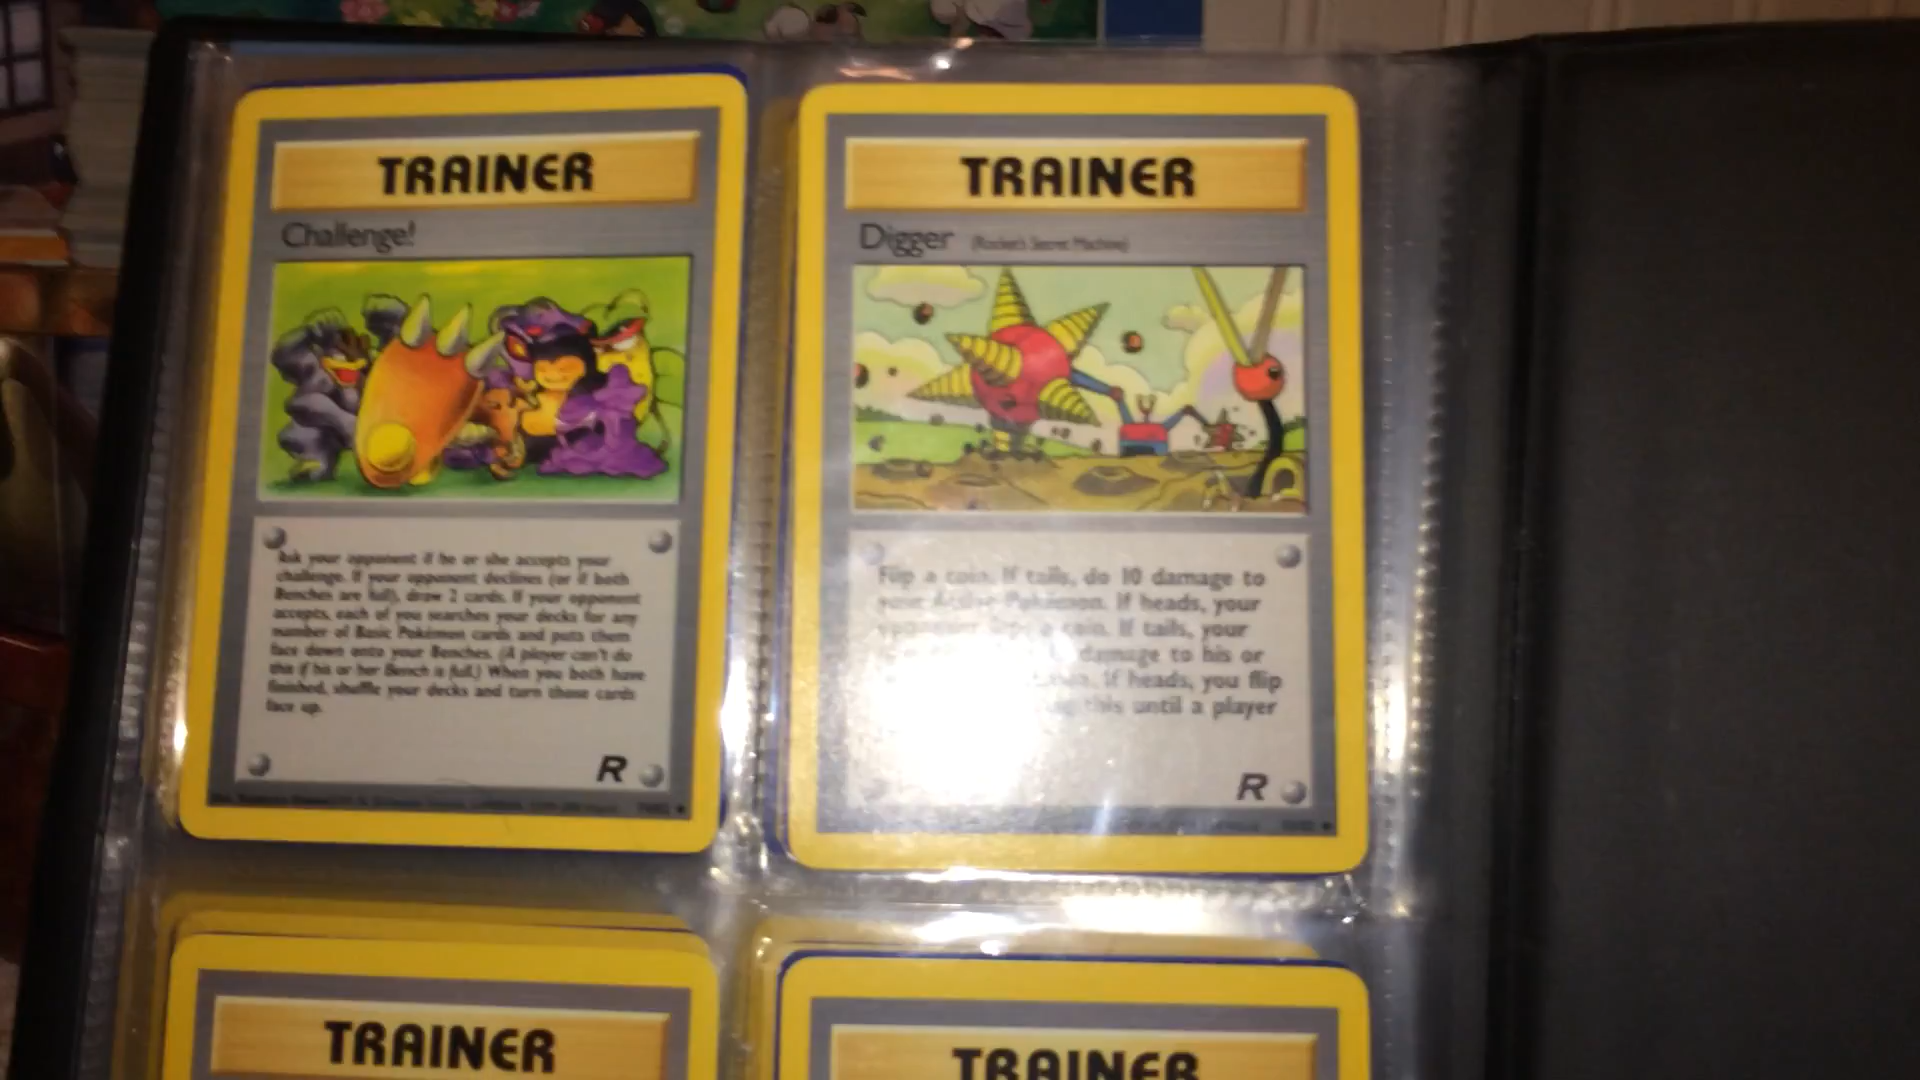 TRAINER
Challenge!
Ask your opponent if he or she accepts your
challenge. If your opponent declines (or if both
Benches are full), draw 2 cards. If your opponent
accepts, each of you searches your decks for any
number of Basic Pokémon cards and puts them
face down onto your Benches. (A player can't do
this if his or her Bench is full.) When you both have
finished, shuffle your decks and turn those cards
face up.
R
TRAINER
Digger (Rocket's Secret Machine)
Flip a coin. If tails, do 10 damage to
your Active Pokémon. If heads, your
a coin. If tails, your
damage to his or
If heads, you flip
this until a player
R
TRAINER
TRAINER